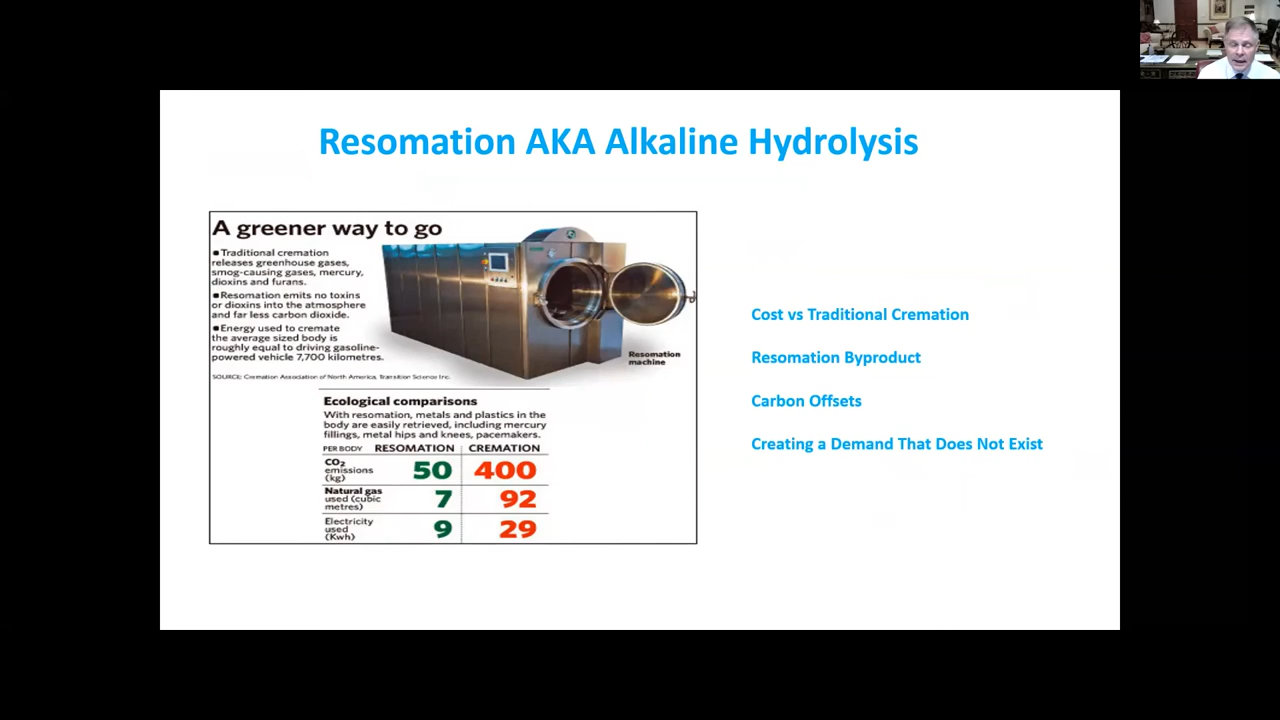 Resomation AKA Alkaline Hydrolysis
A greener way to go
■Traditional cremation
releases greenhouse gases,
smog-causing gases, mercury,
dioxins and furans.
■Resomation emits no toxins
or dioxins into the atmosphere
and far less carbon dioxide.
■Energy used to cremate
the average sized body is
roughly equal to driving gasoline-
powered vehicle 7,700 kilometres.
SOURCE: Cremation Association of North America, Transition Science Inc.
Resomation
machine
Ecological comparisons
With resomation, metals and plastics in the
body are easily retrieved, including mercury
fillings, metal hips and knees, pacemakers.
PER BODY RESOMATION CREMATION
CO2
emissions
(kg) 50 400
Natural gas
used (cubic
metres) 7 92
Electricity
used
(Kwh) 9 29
Cost vs Traditional Cremation
Resomation Byproduct
Carbon Offsets
Creating a Demand That Does Not Exist